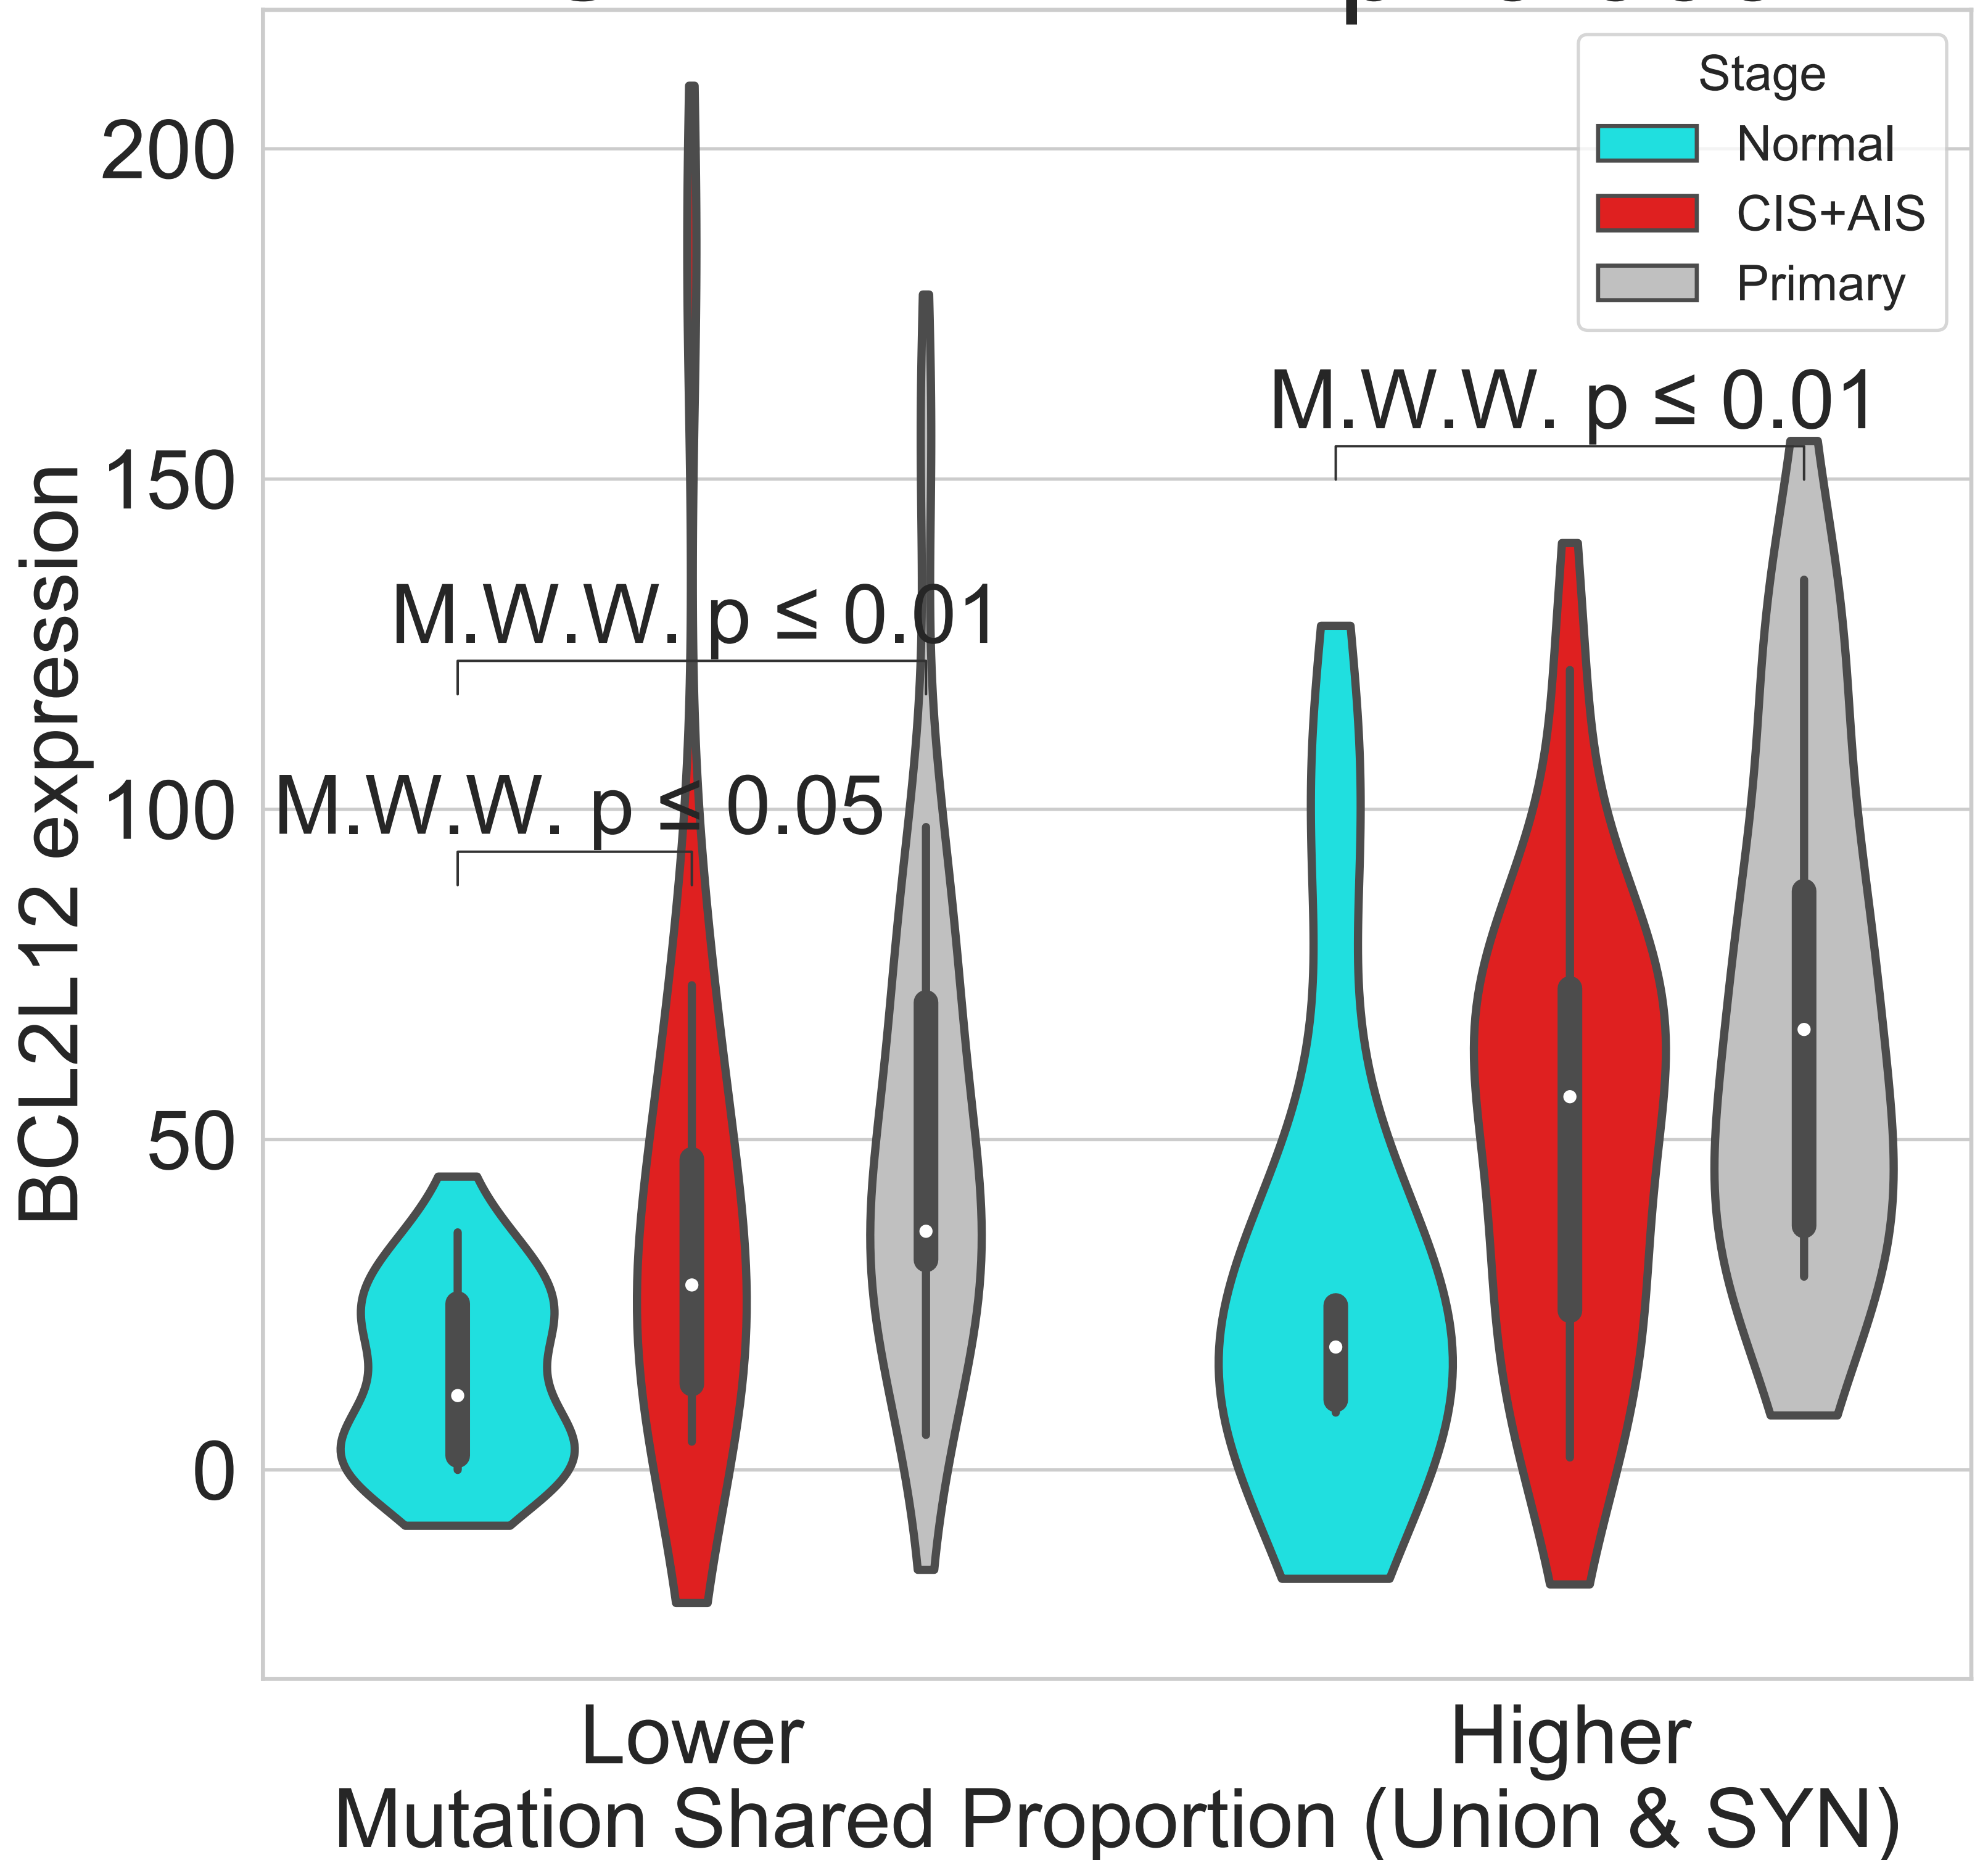 Stage
Normal
CIS+AIS
Primary
200
150
100
50
0
BCL2L12 expression
M.W.W. p ≤ 0.01
M.W.W. p ≤ 0.01
M.W.W. p ≤ 0.05
Lower
Higher
Mutation Shared Proportion (Union & SYN)